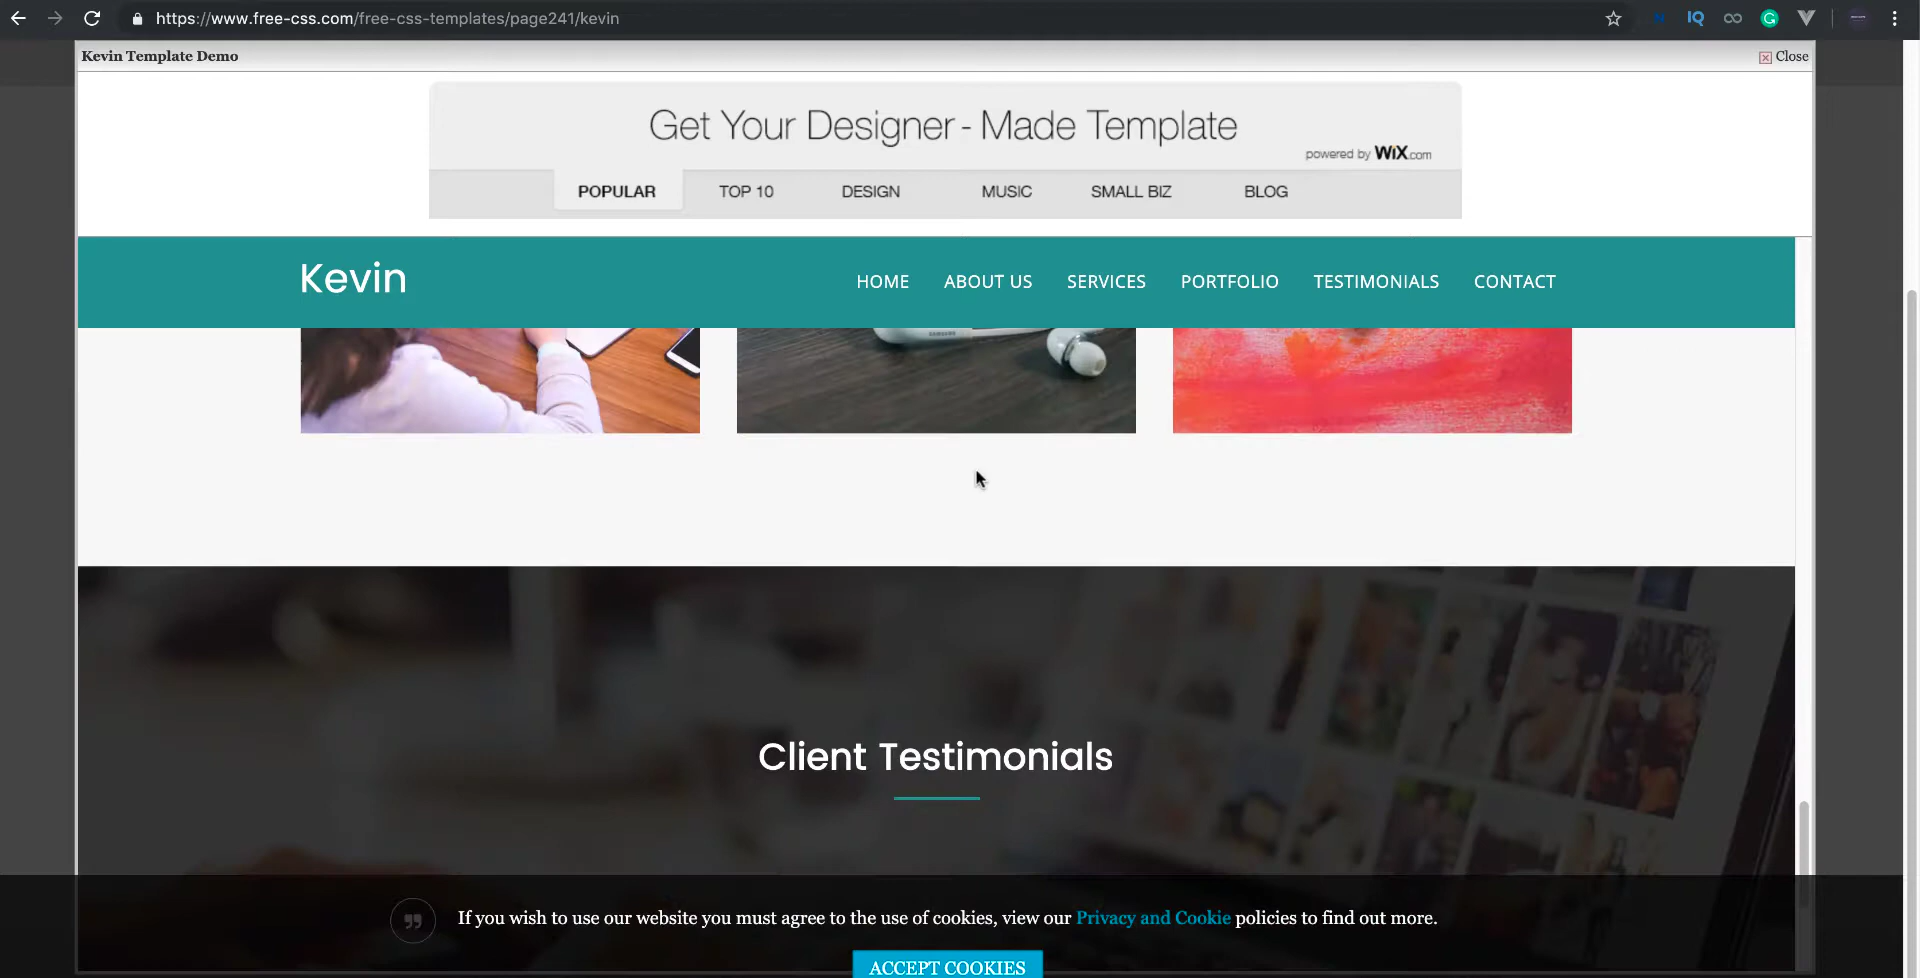 https://www.free-css.com/free-css-templates/page241/kevin
IQ
Kevin Template Demo
Close
Get Your Designer - Made Template
powered by WiX.com
POPULAR TOP 10 DESIGN MUSIC SMALL BIZ BLOG
Kevin
HOME ABOUT US SERVICES PORTFOLIO TESTIMONIALS CONTACT
SAMSUNG
Client Testimonials
If you wish to use our website you must agree to the use of cookies, view our Privacy and Cookie policies to find out more.
ACCEPT COOKIES